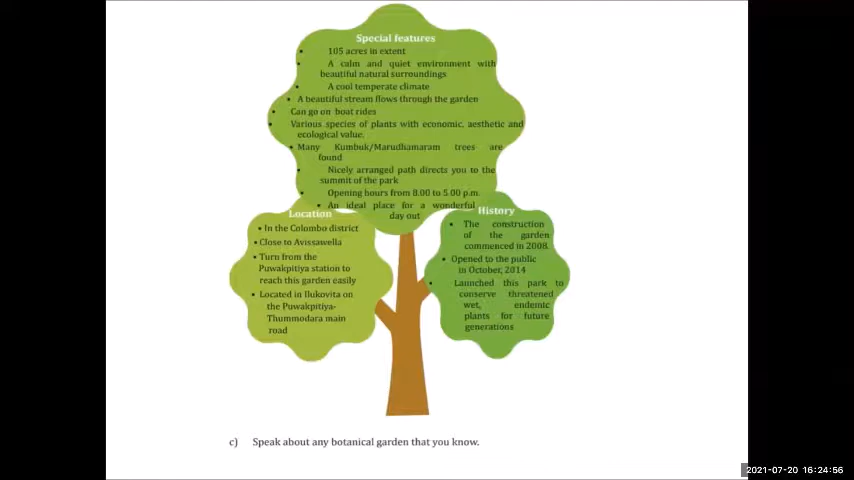 Special features
• 105 acres in extent
• A calm and quiet environment with
beautiful natural surroundings
• A cool temperate climate
• A beautiful stream flows through the garden
• Can go on boat rides
• Various species of plants with economic, aesthetic and
ecological value.
• Many Kumbuk/Marudhamaram trees are
found
• Nicely arranged path directs you to the
summit of the park
• Opening hours from 8.00 to 5.00 p.m.
• An ideal place for a wonderful
day out
Location
• In the Colombo district
• Close to Avissawella
• Turn from the
Puwakpitiya station to
reach this garden easily
• Located in Ilukovita on
the Puwakpitiya-
Thummodara main
road
History
• The construction
of the garden
commenced in 2008.
• Opened to the public
in October, 2014
• Launched this park to
conserve threatened
wet, endemic
plants for future
generations
c) Speak about any botanical garden that you know.
2021-07-20 16:24:56